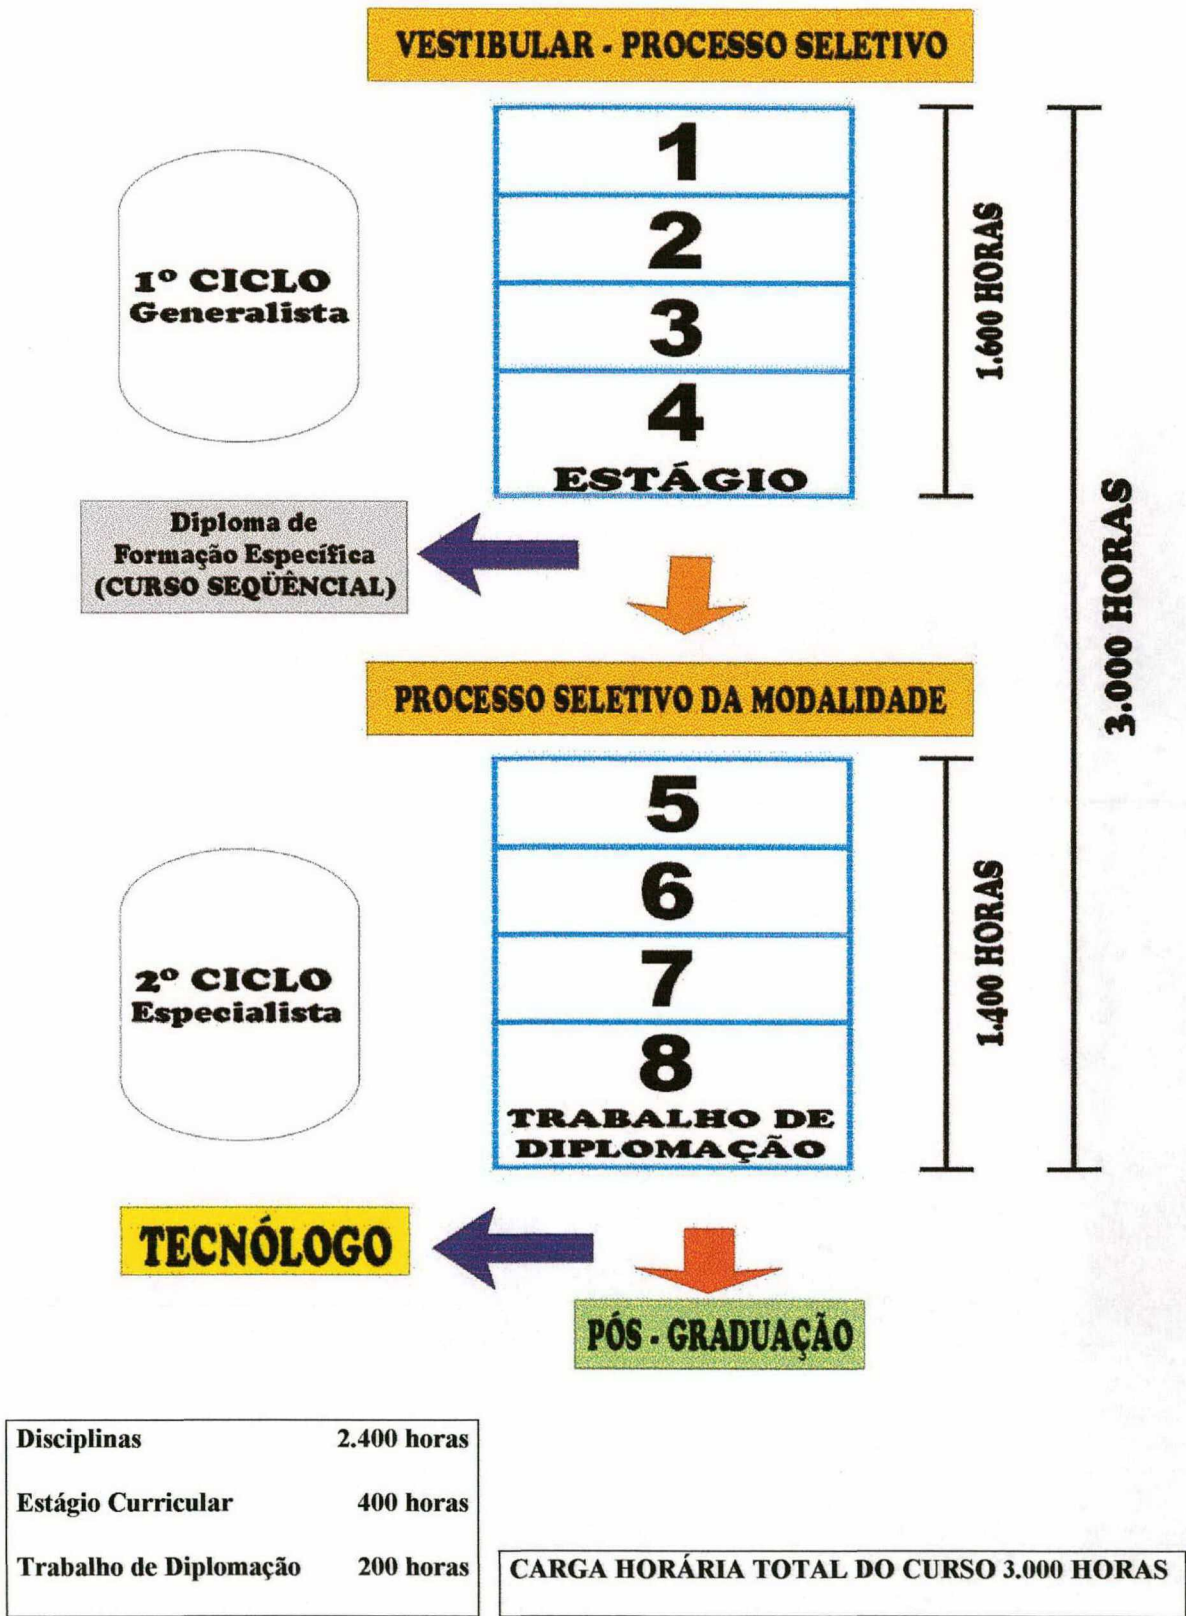 VESTIBULAR - PROCESSO SELETIVO
1
2
3
4
ESTÁGIO
1º CICLO
Generalista
1.600 HORAS
3.000 HORAS
Diploma de
Formação Específica
(CURSO SEQÜÊNCIAL)
PROCESSO SELETIVO DA MODALIDADE
5
6
7
8
TRABALHO DE
DIPLOMAÇÃO
2º CICLO
Especialista
1.400 HORAS
TECNÓLOGO
PÓS - GRADUAÇÃO
Disciplinas 2.400 horas
Estágio Curricular 400 horas
Trabalho de Diplomação 200 horas
CARGA HORÁRIA TOTAL DO CURSO 3.000 HORAS